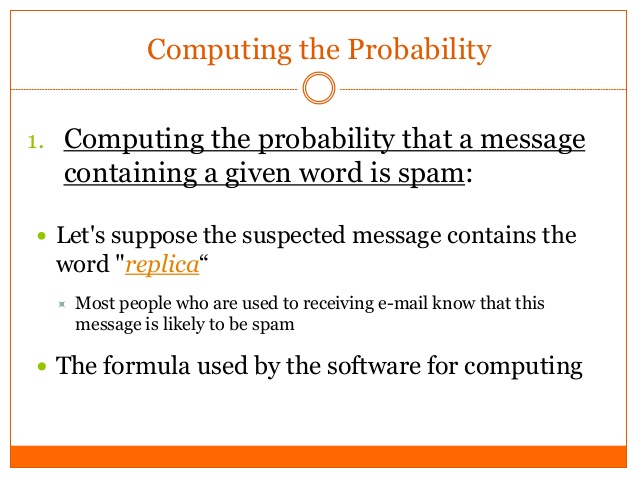 Computing the Probability
1. Computing the probability that a message
containing a given word is spam:
• Let's suppose the suspected message contains the
word "replica“
Most people who are used to receiving e-mail know that this
message is likely to be spam
• The formula used by the software for computing